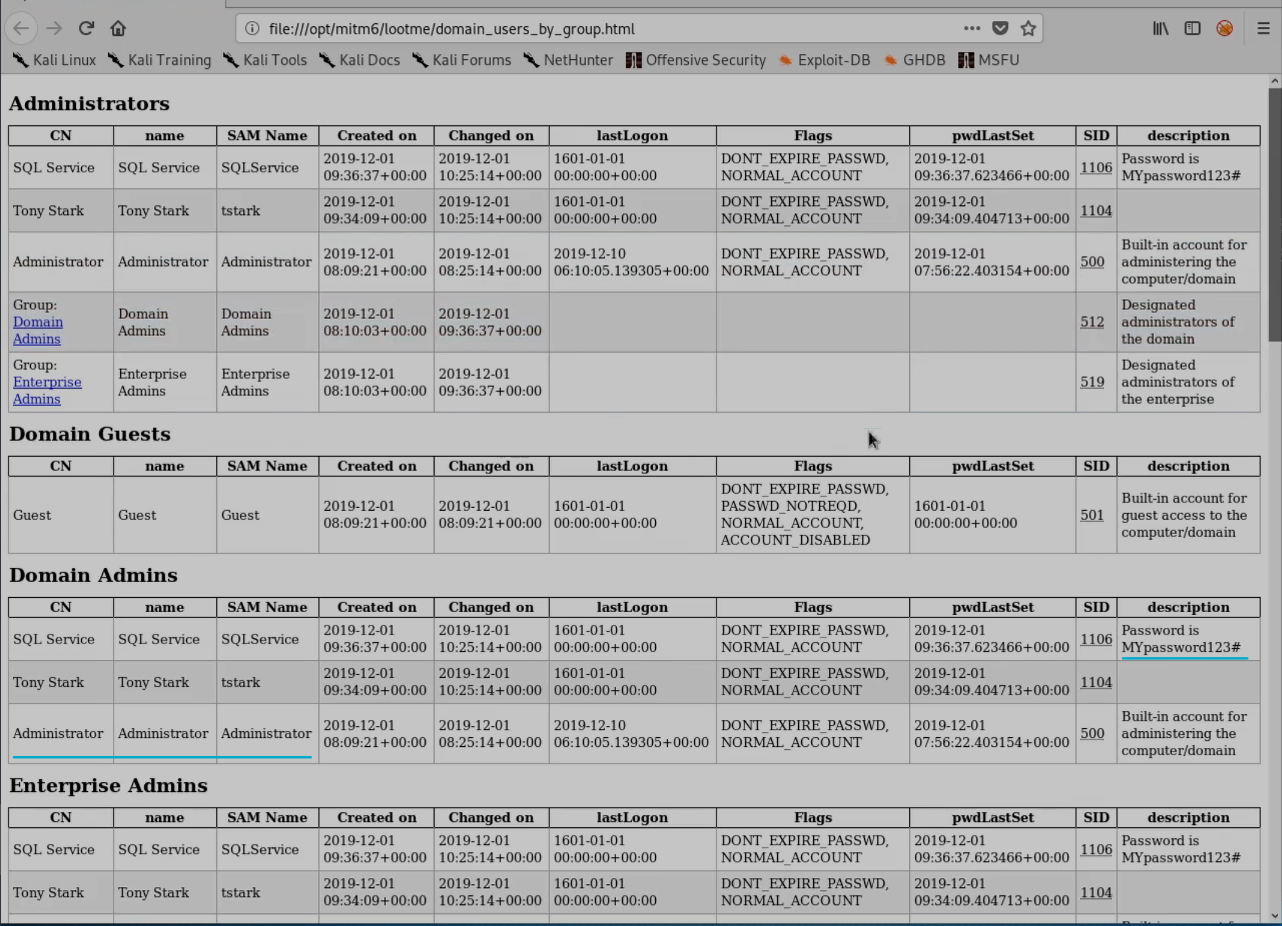 file:///opt/mitm6/lootme/domain_users_by_group.html
Kali Linux Kali Training Kali Tools Kali Docs Kali Forums NetHunter Offensive Security Exploit-DB GHDB MSFU
Administrators
CN name SAM Name Created on Changed on lastLogon Flags pwdLastSet SID description
SQL Service SQL Service SQLService 2019-12-01 09:36:37+00:00 2019-12-01 10:25:14+00:00 1601-01-01 00:00:00+00:00 DONT_EXPIRE_PASSWD, NORMAL_ACCOUNT 2019-12-01 09:36:37.623466+00:00 1106 Password is MYpassword123#
Tony Stark Tony Stark tstark 2019-12-01 09:34:09+00:00 2019-12-01 10:25:14+00:00 1601-01-01 00:00:00+00:00 DONT_EXPIRE_PASSWD, NORMAL_ACCOUNT 2019-12-01 09:34:09.404713+00:00 1104
Administrator Administrator Administrator 2019-12-01 08:09:21+00:00 2019-12-01 08:25:14+00:00 2019-12-10 06:10:05.139305+00:00 DONT_EXPIRE_PASSWD, NORMAL_ACCOUNT 2019-12-01 07:56:22.403154+00:00 500 Built-in account for administering the computer/domain
Group: Domain Admins Domain Admins Domain Admins 2019-12-01 08:10:03+00:00 2019-12-01 09:36:37+00:00 512 Designated administrators of the domain
Group: Enterprise Admins Enterprise Admins Enterprise Admins 2019-12-01 08:10:03+00:00 2019-12-01 09:36:37+00:00 519 Designated administrators of the enterprise
Domain Guests
CN name SAM Name Created on Changed on lastLogon Flags pwdLastSet SID description
Guest Guest Guest 2019-12-01 08:09:21+00:00 2019-12-01 08:09:21+00:00 1601-01-01 00:00:00+00:00 DONT_EXPIRE_PASSWD, PASSWD_NOTREQD, NORMAL_ACCOUNT, ACCOUNT_DISABLED 1601-01-01 00:00:00+00:00 501 Built-in account for guest access to the computer/domain
Domain Admins
CN name SAM Name Created on Changed on lastLogon Flags pwdLastSet SID description
SQL Service SQL Service SQLService 2019-12-01 09:36:37+00:00 2019-12-01 10:25:14+00:00 1601-01-01 00:00:00+00:00 DONT_EXPIRE_PASSWD, NORMAL_ACCOUNT 2019-12-01 09:36:37.623466+00:00 1106 Password is MYpassword123#
Tony Stark Tony Stark tstark 2019-12-01 09:34:09+00:00 2019-12-01 10:25:14+00:00 1601-01-01 00:00:00+00:00 DONT_EXPIRE_PASSWD, NORMAL_ACCOUNT 2019-12-01 09:34:09.404713+00:00 1104
Administrator Administrator Administrator 2019-12-01 08:09:21+00:00 2019-12-01 08:25:14+00:00 2019-12-10 06:10:05.139305+00:00 DONT_EXPIRE_PASSWD, NORMAL_ACCOUNT 2019-12-01 07:56:22.403154+00:00 500 Built-in account for administering the computer/domain
Enterprise Admins
CN name SAM Name Created on Changed on lastLogon Flags pwdLastSet SID description
SQL Service SQL Service SQLService 2019-12-01 09:36:37+00:00 2019-12-01 10:25:14+00:00 1601-01-01 00:00:00+00:00 DONT_EXPIRE_PASSWD, NORMAL_ACCOUNT 2019-12-01 09:36:37.623466+00:00 1106 Password is MYpassword123#
Tony Stark Tony Stark tstark 2019-12-01 09:34:09+00:00 2019-12-01 10:25:14+00:00 1601-01-01 00:00:00+00:00 DONT_EXPIRE_PASSWD, NORMAL_ACCOUNT 2019-12-01 09:34:09.404713+00:00 1104